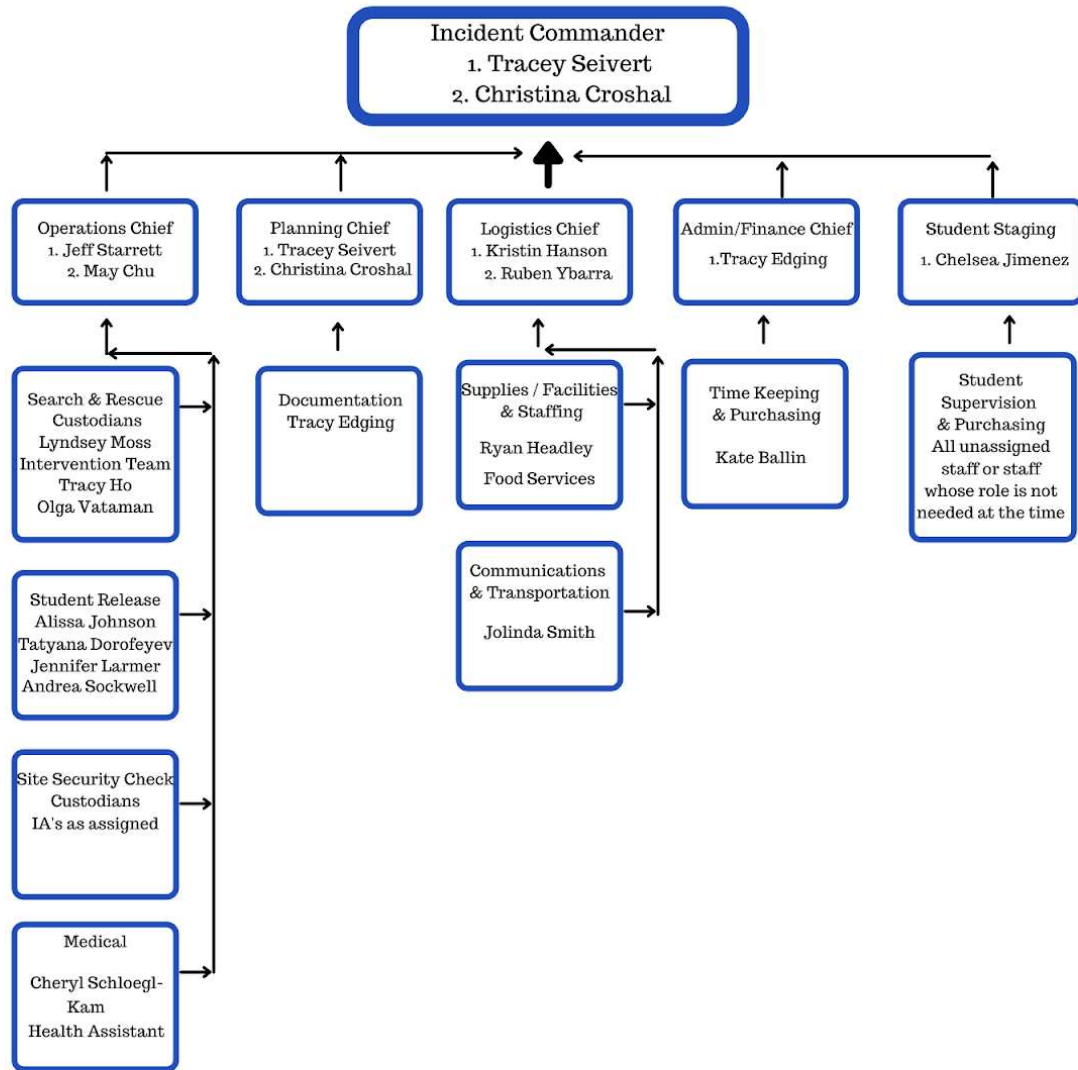 Incident Commander
1. Tracey Seivert
2. Christina Croshal
Operations Chief
1. Jeff Starrett
2. May Chu
Planning Chief
1. Tracey Seivert
2. Christina Croshal
Logistics Chief
1. Kristin Hanson
2. Ruben Ybarra
Admin/Finance Chief
1.Tracy Edging
Student Staging
1. Chelsea Jimenez
Search & Rescue
Custodians
Lyndsey Moss
Intervention Team
Tracy Ho
Olga Vataman
Documentation
Tracy Edging
Supplies / Facilities
& Staffing
Ryan Headley
Food Services
Time Keeping
& Purchasing
Kate Ballin
Student
Supervision
& Purchasing
All unassigned
staff or staff
whose role is not
needed at the time
Student Release
Alissa Johnson
Tatyana Dorofeyev
Jennifer Larmer
Andrea Sockwell
Communications
& Transportation
Jolinda Smith
Site Security Check
Custodians
IA's as assigned
Medical
Cheryl Schloegl-
Kam
Health Assistant